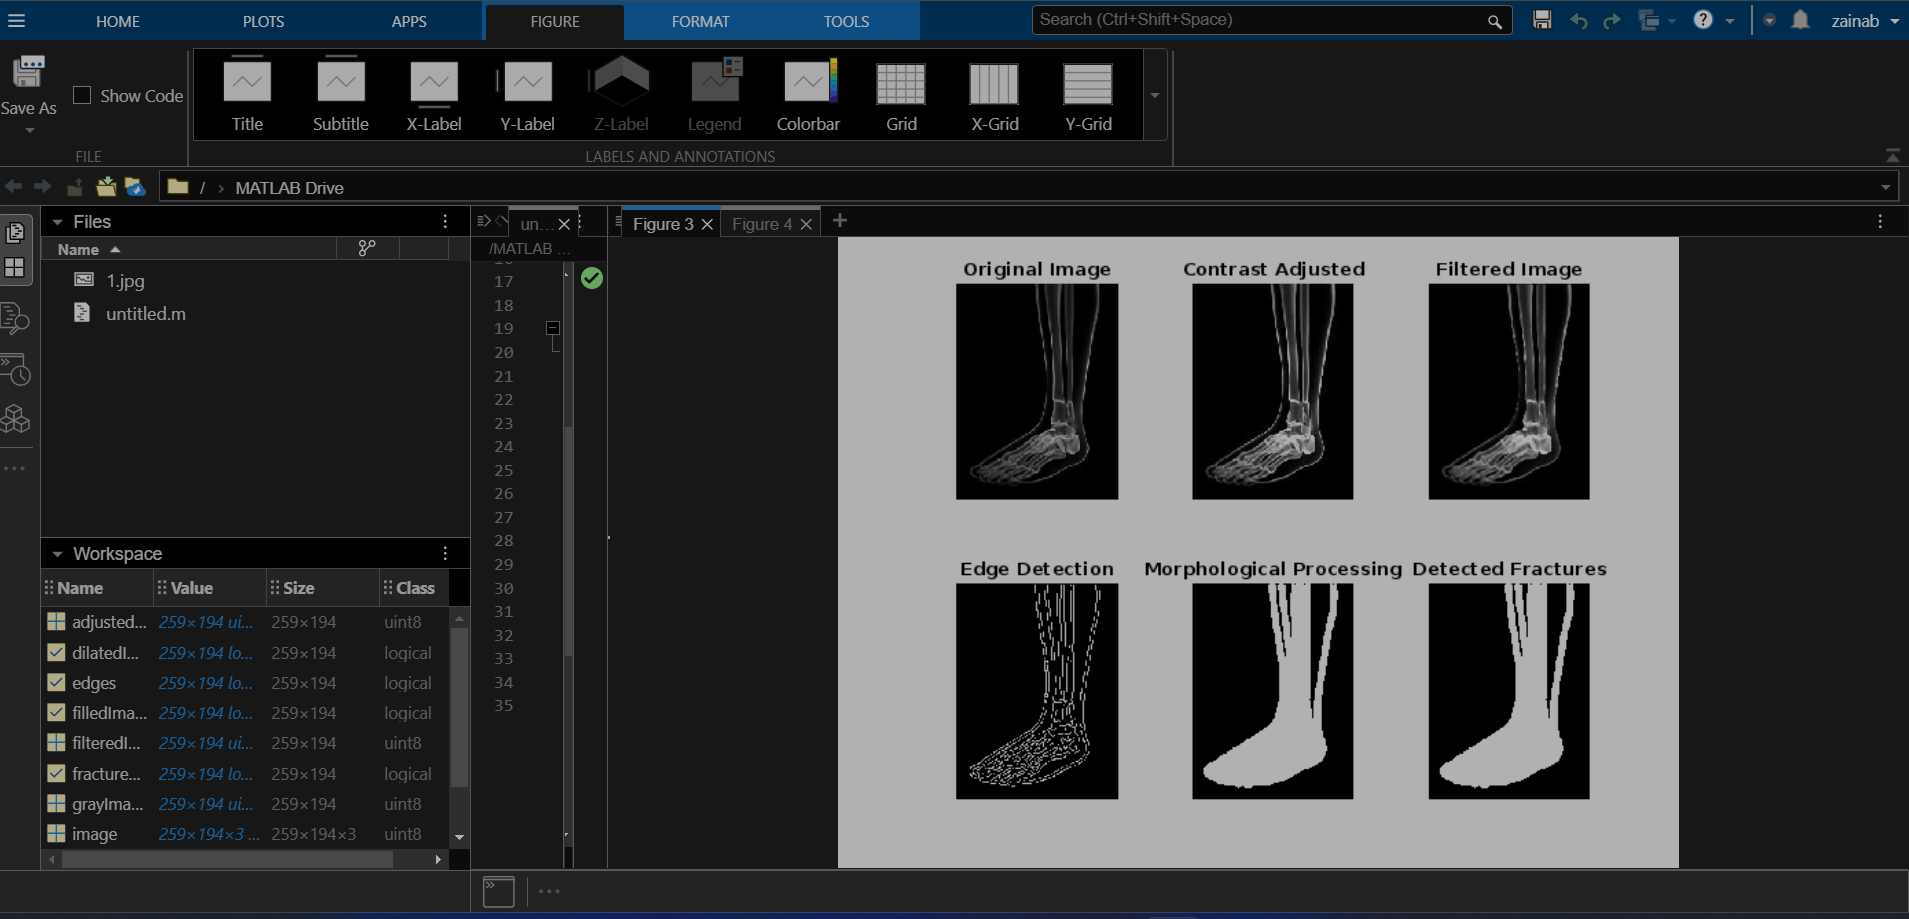 HOME PLOTS APPS FIGURE FORMAT TOOLS Search (Ctrl+Shift+Space) ? zainab
Save As
Show Code
Title Subtitle X-Label Y-Label Z-Label Legend Colorbar Grid X-Grid Y-Grid
FILE LABELS AND ANNOTATIONS
/ › MATLAB Drive
Files
Name
1.jpg
untitled.m
un...
/MATLAB ...
17
18
19
20
21
22
23
24
25
26
27
28
29
30
31
32
33
34
35
Figure 3 Figure 4
Original Image Contrast Adjusted Filtered Image
Edge Detection Morphological Processing Detected Fractures
Workspace
Name Value Size Class
adjusted... 259×194 ui... 259×194 uint8
dilatedI... 259×194 lo... 259×194 logical
edges 259×194 lo... 259×194 logical
filledIma... 259×194 lo... 259×194 logical
filteredI... 259×194 ui... 259×194 uint8
fracture... 259×194 lo... 259×194 logical
grayIma... 259×194 ui... 259×194 uint8
image 259×194×3 ... 259×194×3 uint8